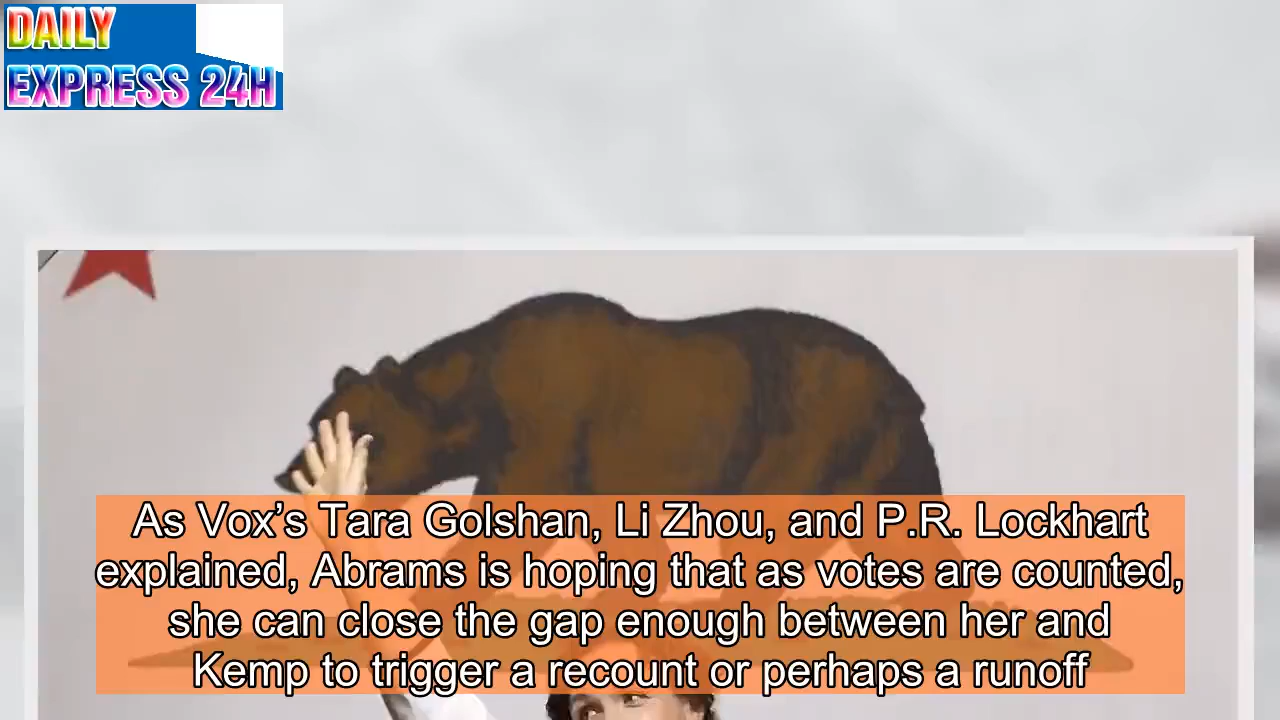 DAILY
EXPRESS 24H
As Vox’s Tara Golshan, Li Zhou, and P.R. Lockhart
explained, Abrams is hoping that as votes are counted,
she can close the gap enough between her and
Kemp to trigger a recount or perhaps a runoff